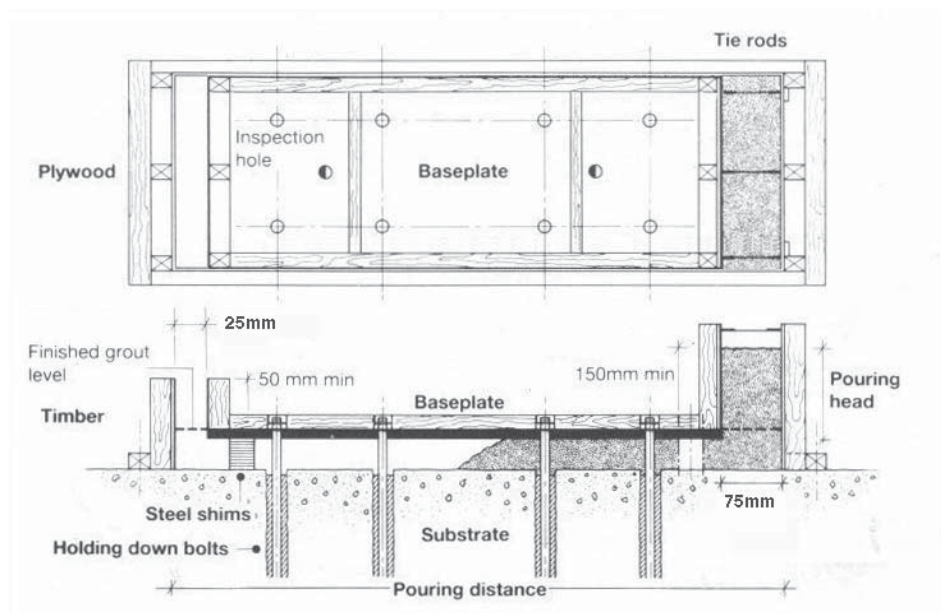 Tie rods
Inspection
hole
Plywood
Baseplate
25mm
Finished grout
level
50 mm min
150mm min
Pouring
head
Baseplate
Timber
75mm
Steel shims
Substrate
Holding down bolts
Pouring distance